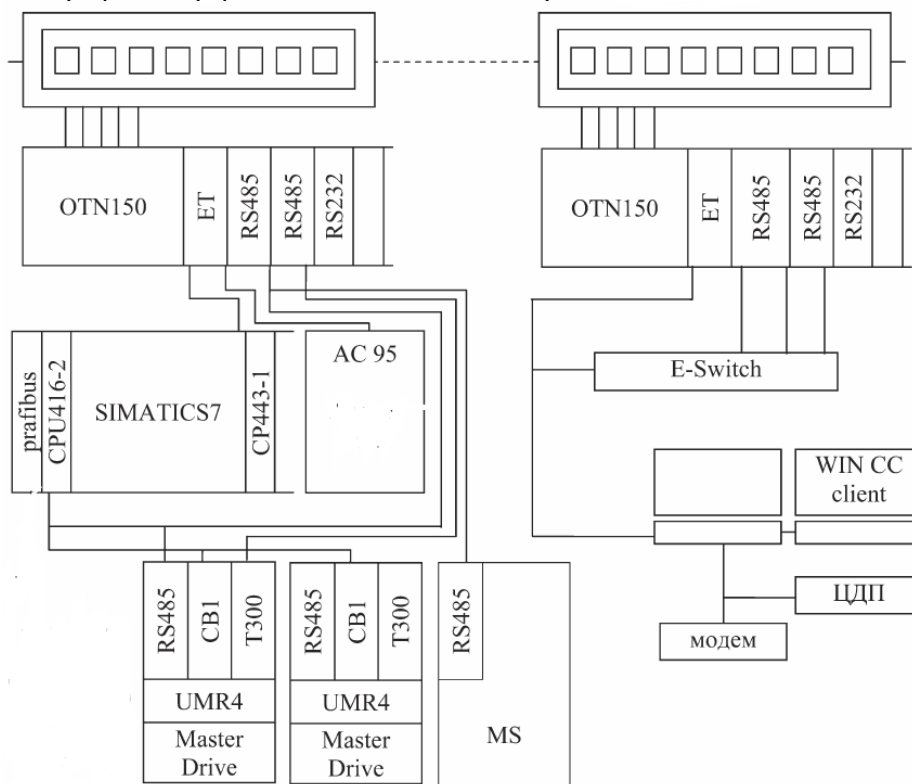 OTN150
ET
RS485
RS485
RS232
OTN150
ET
RS485
RS485
RS232
prafibus
CPU416-2
SIMATICS7
CP443-1
AC 95
E-Switch
WIN CC
client
ЦДП
модем
RS485
CB1
T300
UMR4
Master
Drive
RS485
CB1
T300
UMR4
Master
Drive
RS485
MS